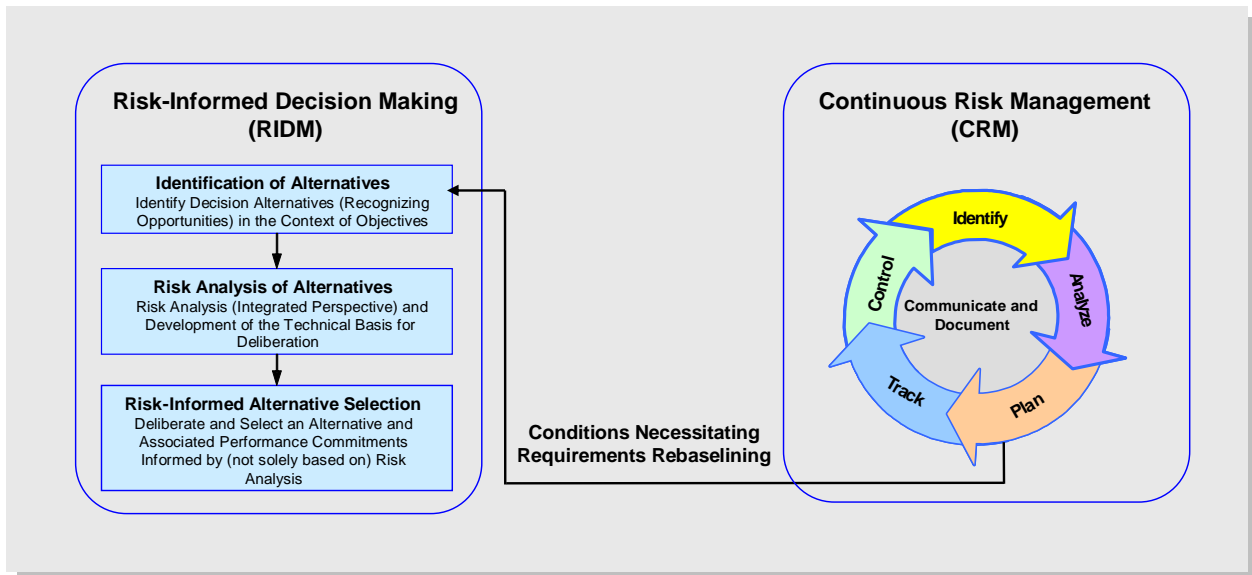 Risk-Informed Decision Making
(RIDM)
Identification of Alternatives
Identify Decision Alternatives (Recognizing
Opportunities) in the Context of Objectives
Risk Analysis of Alternatives
Risk Analysis (Integrated Perspective) and
Development of the Technical Basis for
Deliberation
Risk-Informed Alternative Selection
Deliberate and Select an Alternative and
Associated Performance Commitments
Informed by (not solely based on) Risk
Analysis
Conditions Necessitating
Requirements Rebaselining
Continuous Risk Management
(CRM)
Identify
Analyze
Plan
Track
Control
Communicate and
Document